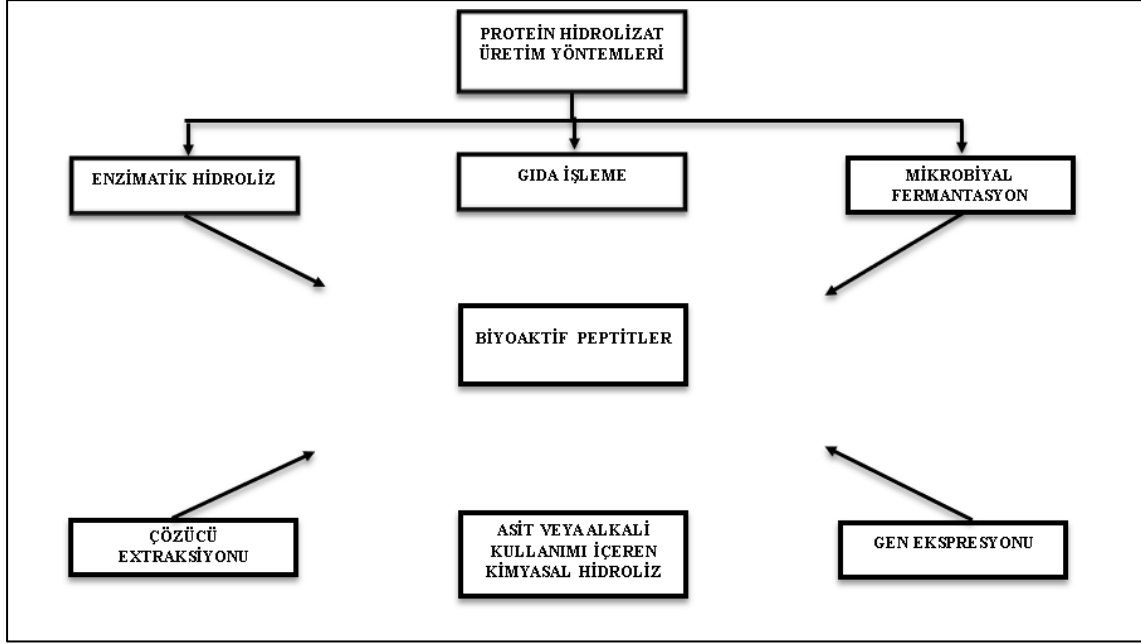 PROTEİN HİDROLİZAT
ÜRETİM YÖNTEMLERİ
ENZİMATİK HİDROLİZ
GIDA İŞLEME
MİKROBİYAL
FERMANTASYON
BİYOAKTİF PEPTİTLER
ÇÖZÜCÜ
EXTRAKSİYONU
ASİT VEYA ALKALİ
KULLANIMI İÇEREN
KİMYASAL HİDROLİZ
GEN EKSPRESYONU